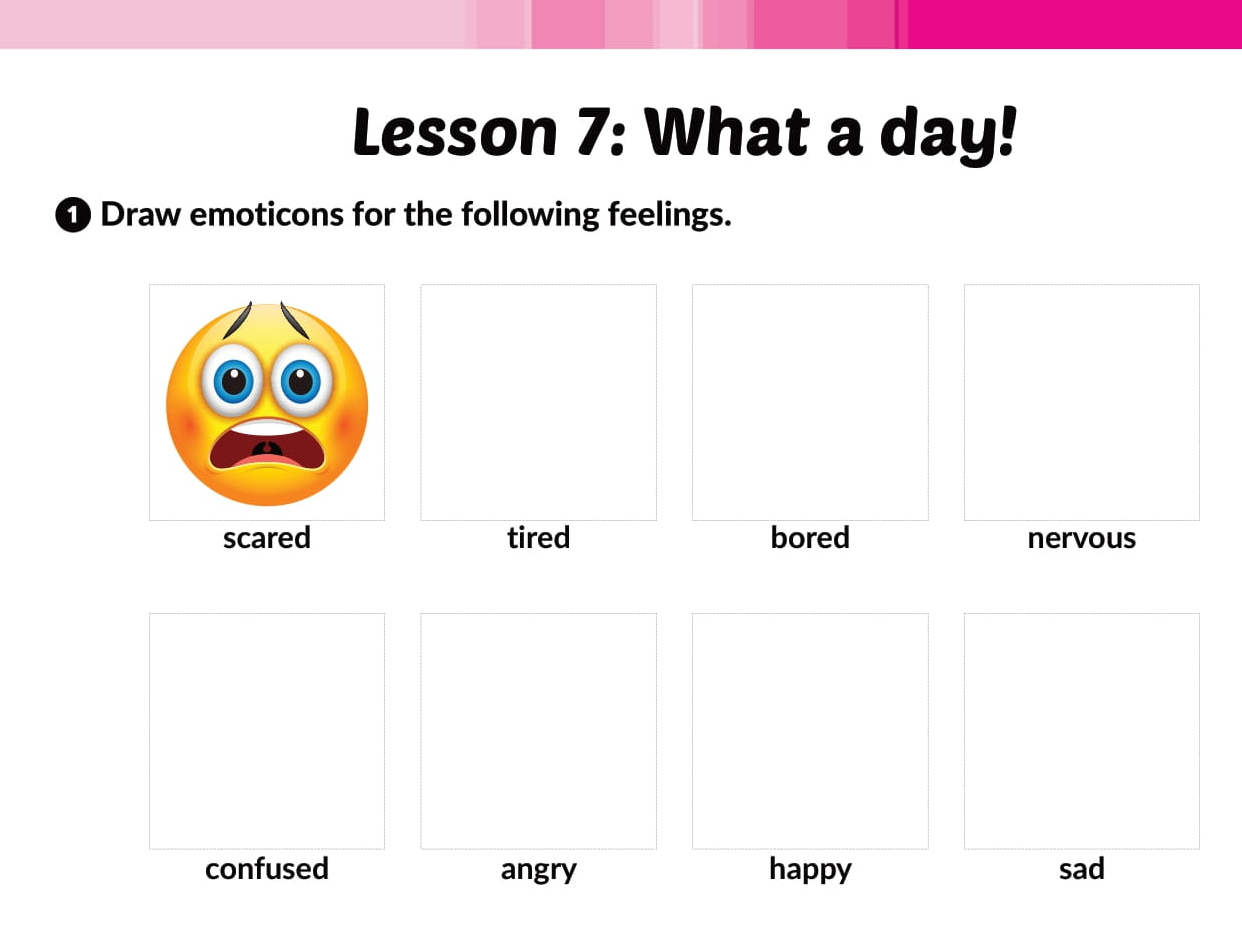 Lesson 7: What a day!
1 Draw emoticons for the following feelings.
scared tired bored nervous
confused angry happy sad